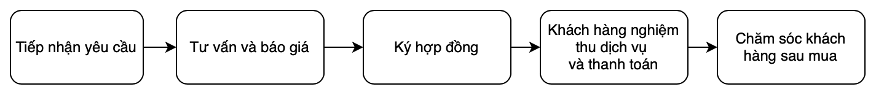 Tiếp nhận yêu cầu
Tư vấn và báo giá
Ký hợp đồng
Khách hàng nghiệm
thu dịch vụ
và thanh toán
Chăm sóc khách
hàng sau mua